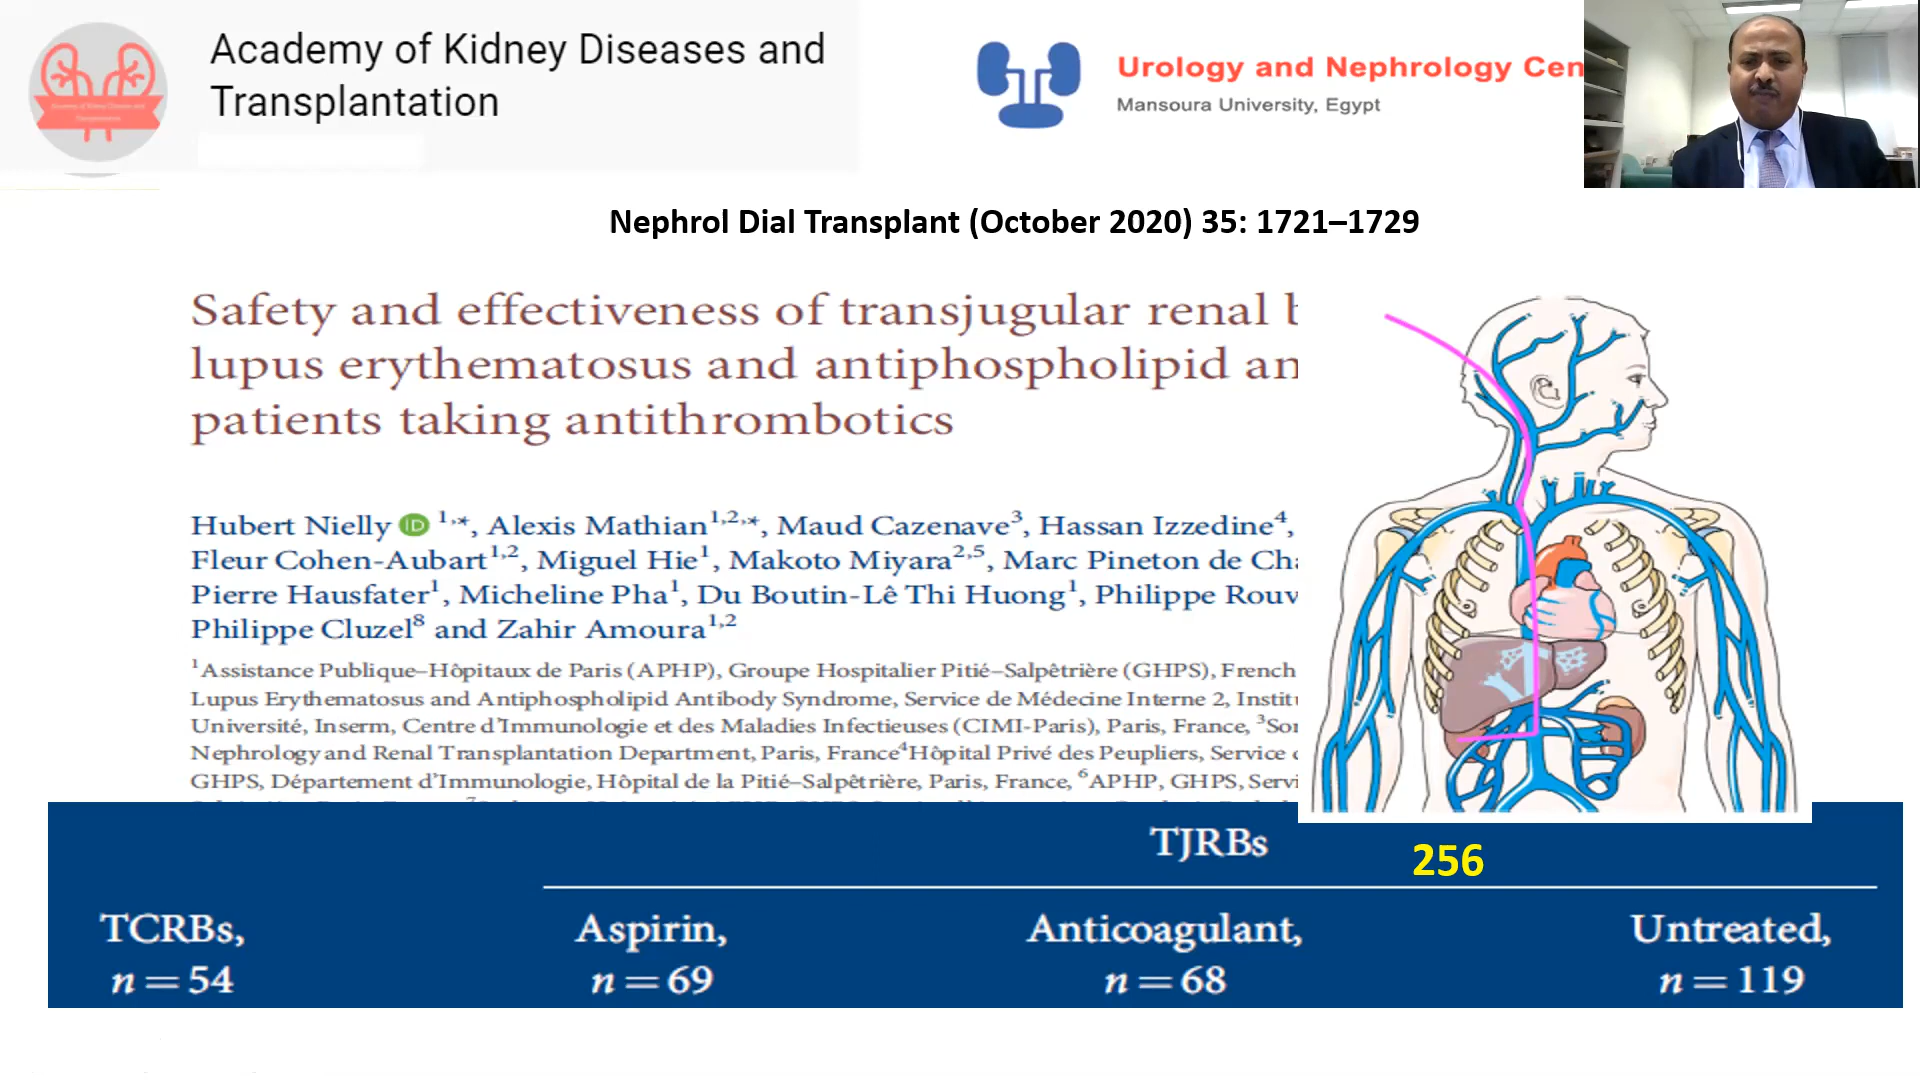 Academy of Kidney Diseases and
Transplantation
Urology and Nephrology Cen
Mansoura University, Egypt
Nephrol Dial Transplant (October 2020) 35: 1721–1729
Safety and effectiveness of transjugular renal b
lupus erythematosus and antiphospholipid an
patients taking antithrombotics
Hubert Nielly iD 1,*, Alexis Mathian1,2,*, Maud Cazenave3, Hassan Izzedine4,
Fleur Cohen-Aubart1,2, Miguel Hie1, Makoto Miyara2,5, Marc Pineton de Cha
Pierre Hausfater1, Micheline Pha1, Du Boutin-Lê Thi Huong1, Philippe Rouv
Philippe Cluzel8 and Zahir Amoura1,2
1Assistance Publique–Hôpitaux de Paris (APHP), Groupe Hospitalier Pitié–Salpêtrière (GHPS), French
Lupus Erythematosus and Antiphospholipid Antibody Syndrome, Service de Médecine Interne 2, Institu
Université, Inserm, Centre d'Immunologie et des Maladies Infectieuses (CIMI-Paris), Paris, France, 3Sor
Nephrology and Renal Transplantation Department, Paris, France4Hôpital Privé des Peupliers, Service
GHPS, Département d'Immunologie, Hôpital de la Pitié–Salpêtrière, Paris, France, 6APHP, GHPS, Servi
TJRBs
256
TCRBs,
n = 54
Aspirin,
n = 69
Anticoagulant,
n = 68
Untreated,
n = 119